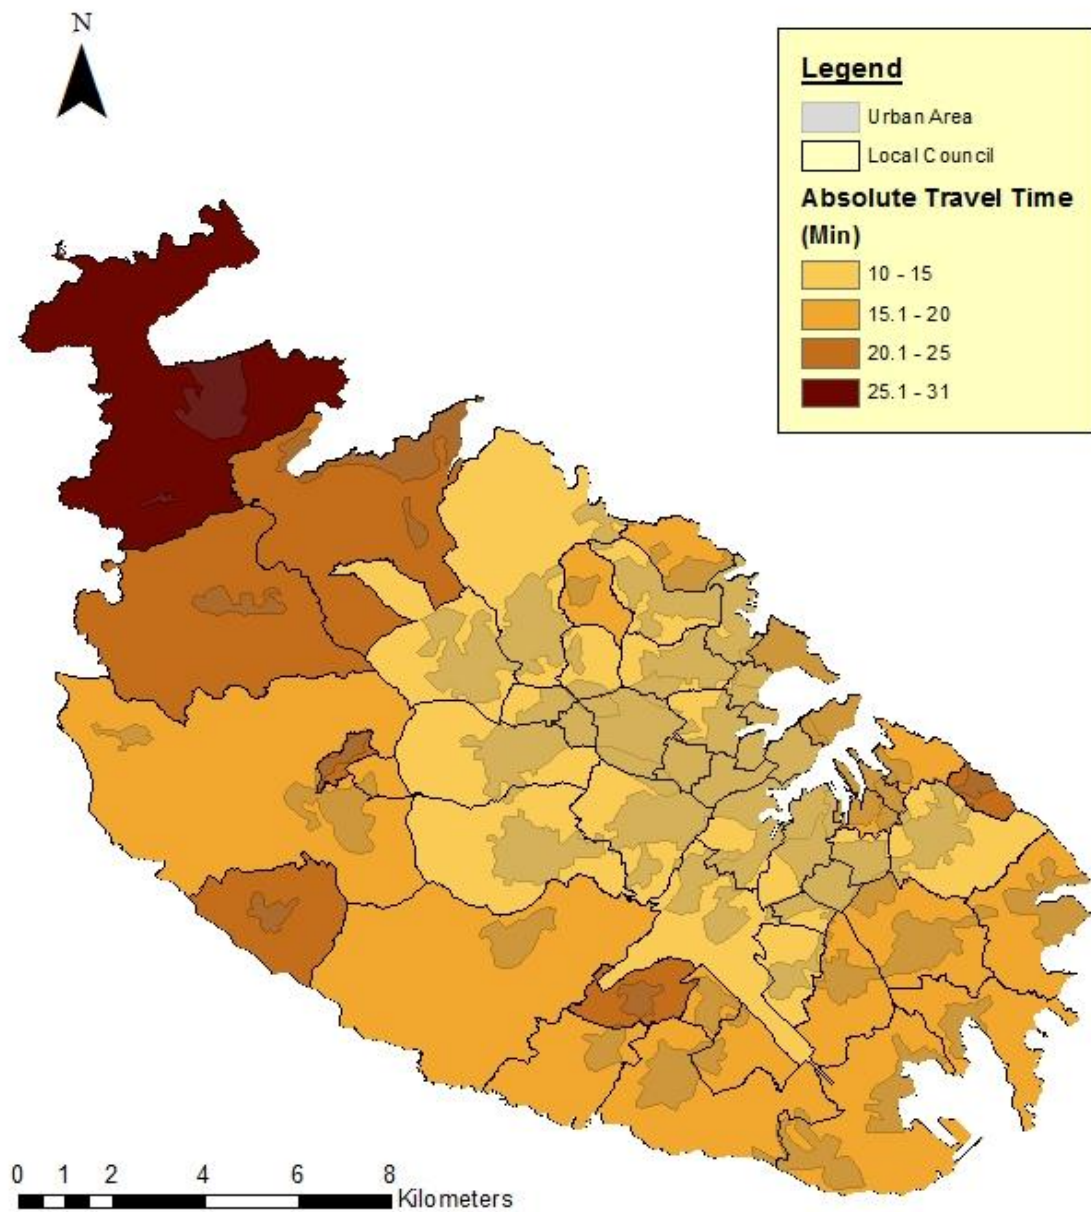 N
Legend
Urban Area
Local Council
Absolute Travel Time
(Min)
10 - 15
15.1 - 20
20.1 - 25
25.1 - 31
0 1 2 4 6 8
Kilometers